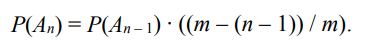 P(Aₙ) = P(Aₙ₋₁) · ((m – (n – 1)) / m).